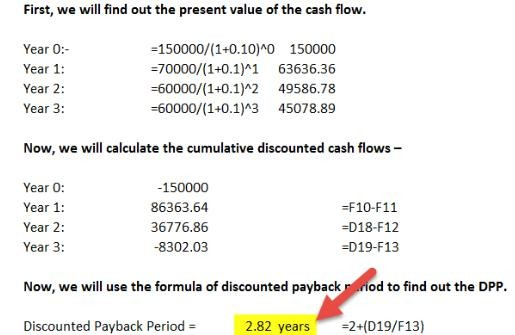 First, we will find out the present value of the cash flow.
Year 0:- =150000/(1+0.10)^0 150000
Year 1: =70000/(1+0.1)^1 63636.36
Year 2: =60000/(1+0.1)^2 49586.78
Year 3: =60000/(1+0.1)^3 45078.89
Now, we will calculate the cumulative discounted cash flows –
Year 0: -150000
Year 1: 86363.64 =F10-F11
Year 2: 36776.86 =D18-F12
Year 3: -8302.03 =D19-F13
Now, we will use the formula of discounted payback period to find out the DPP.
Discounted Payback Period = 2.82 years =2+(D19/F13)